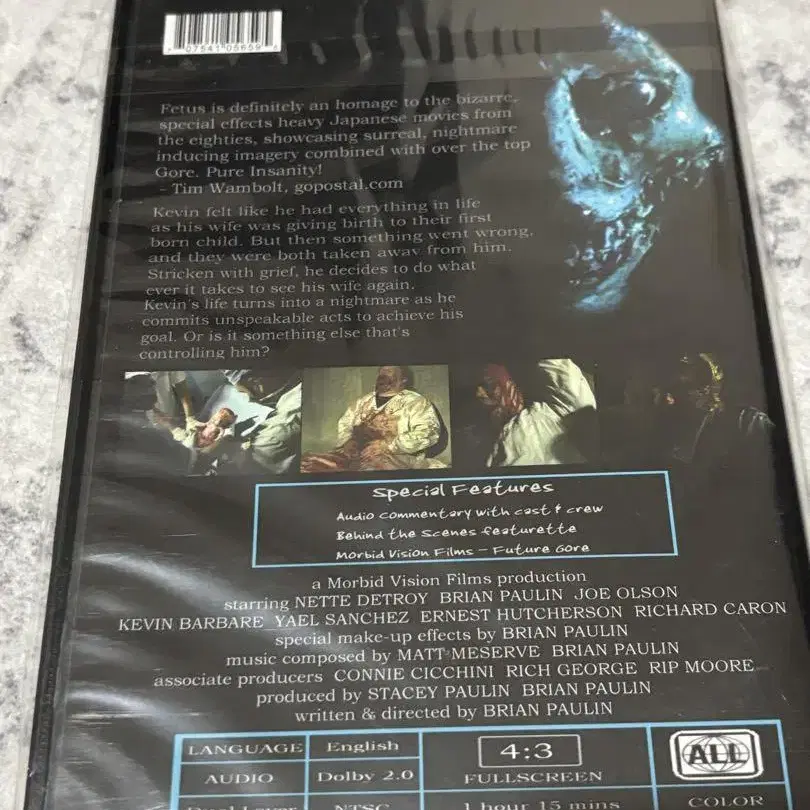 07541 05659
Fetus is definitely an homage to the bizarre,
special effects heavy Japanese movies from
the eighties, showcasing surreal, nightmare
inducing imagery combined with over the top
Gore. Pure Insanity!
- Tim Wambolt, gopostal.com
Kevin felt like he had everything in life
as his wife was giving birth to their first
born child. But then something went wrong,
and they were both taken away from him.
Stricken with grief, he decides to do what
ever it takes to see his wife again.
Kevin's life turns into a nightmare as he
commits unspeakable acts to achieve his
goal. Or is it something else that's
controlling him?
Special Features
Audio commentary with cast & crew
Behind the Scenes featurette
Morbid Vision Films - Future Gore
a Morbid Vision Films production
starring NETTE DETROY BRIAN PAULIN JOE OLSON
KEVIN BARBARE YAEL SANCHEZ ERNEST HUTCHERSON RICHARD CARON
special make-up effects by BRIAN PAULIN
music composed by MATT MESERVE BRIAN PAULIN
associate producers CONNIE CICCHINI RICH GEORGE RIP MOORE
produced by STACEY PAULIN BRIAN PAULIN
written & directed by BRIAN PAULIN
LANGUAGE English 4:3 ALL
AUDIO Dolby 2.0 FULLSCREEN
Dual Layer NTSC 1 hour 15 mins COLOR